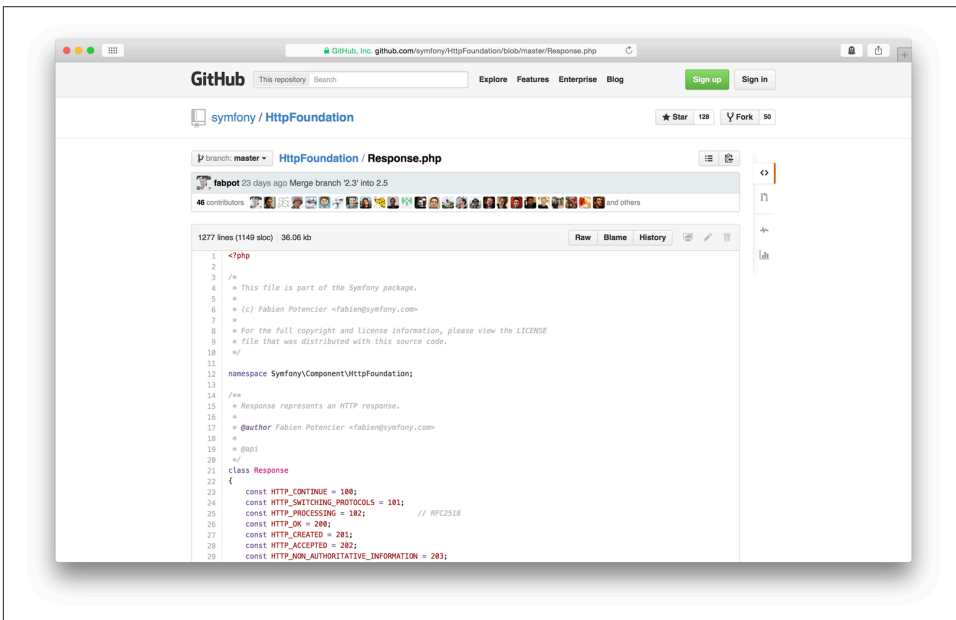 GitHub, Inc. github.com/symfony/HttpFoundation/blob/master/Response.php
GitHub This repository Search Explore Features Enterprise Blog Sign up Sign in
symfony / HttpFoundation Star 128 Fork 50
branch: master HttpFoundation / Response.php
fabpot 23 days ago Merge branch '2.3' into 2.5
46 contributors and others
1277 lines (1149 sloc) 36.06 kb Raw Blame History
1 <?php
2
3 /*
4 * This file is part of the Symfony package.
5 *
6 * (c) Fabien Potencier <fabien@symfony.com>
7 *
8 * For the full copyright and license information, please view the LICENSE
9 * file that was distributed with this source code.
10 */
11
12 namespace Symfony\Component\HttpFoundation;
13
14 /**
15 * Response represents an HTTP response.
16 *
17 * @author Fabien Potencier <fabien@symfony.com>
18 *
19 * @api
20 */
21 class Response
22 {
23 const HTTP_CONTINUE = 100;
24 const HTTP_SWITCHING_PROTOCOLS = 101;
25 const HTTP_PROCESSING = 102; // RFC2518
26 const HTTP_OK = 200;
27 const HTTP_CREATED = 201;
28 const HTTP_ACCEPTED = 202;
29 const HTTP_NON_AUTHORITATIVE_INFORMATION = 203;